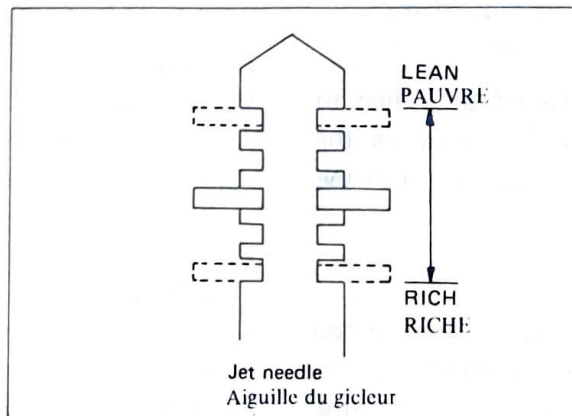 LEAN
PAUVRE
RICH
RICHE
Jet needle
Aiguille du gicleur